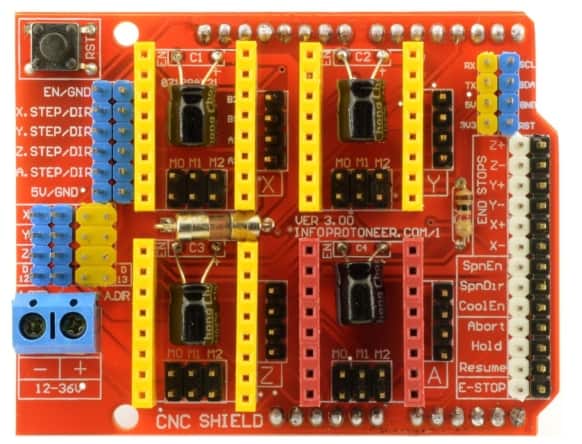 RST
EN/GND
X.STEP/DIR
Y.STEP/DIR
Z.STEP/DIR
A.STEP/DIR
5V/GND
X
Y
Z
D12
D13
A.DIR
- +
12-36V
EN
C1
+
M0 M1 M2
X
EN
C2
+
M0 M1 M2
Y
VER 3.00
INFOPROTONEER.COM/1
C3
M0 M1 M2
Z
C4
M0 M1 M2
A
CNC SHIELD
RX SCL
TX SDA
5V GND
3V3 RST
END STOPS
Z+
Z-
Y+
Y-
X+
X-
SpnEn
SpnDir
CoolEn
Abort
Hold
Resume
E-STOP